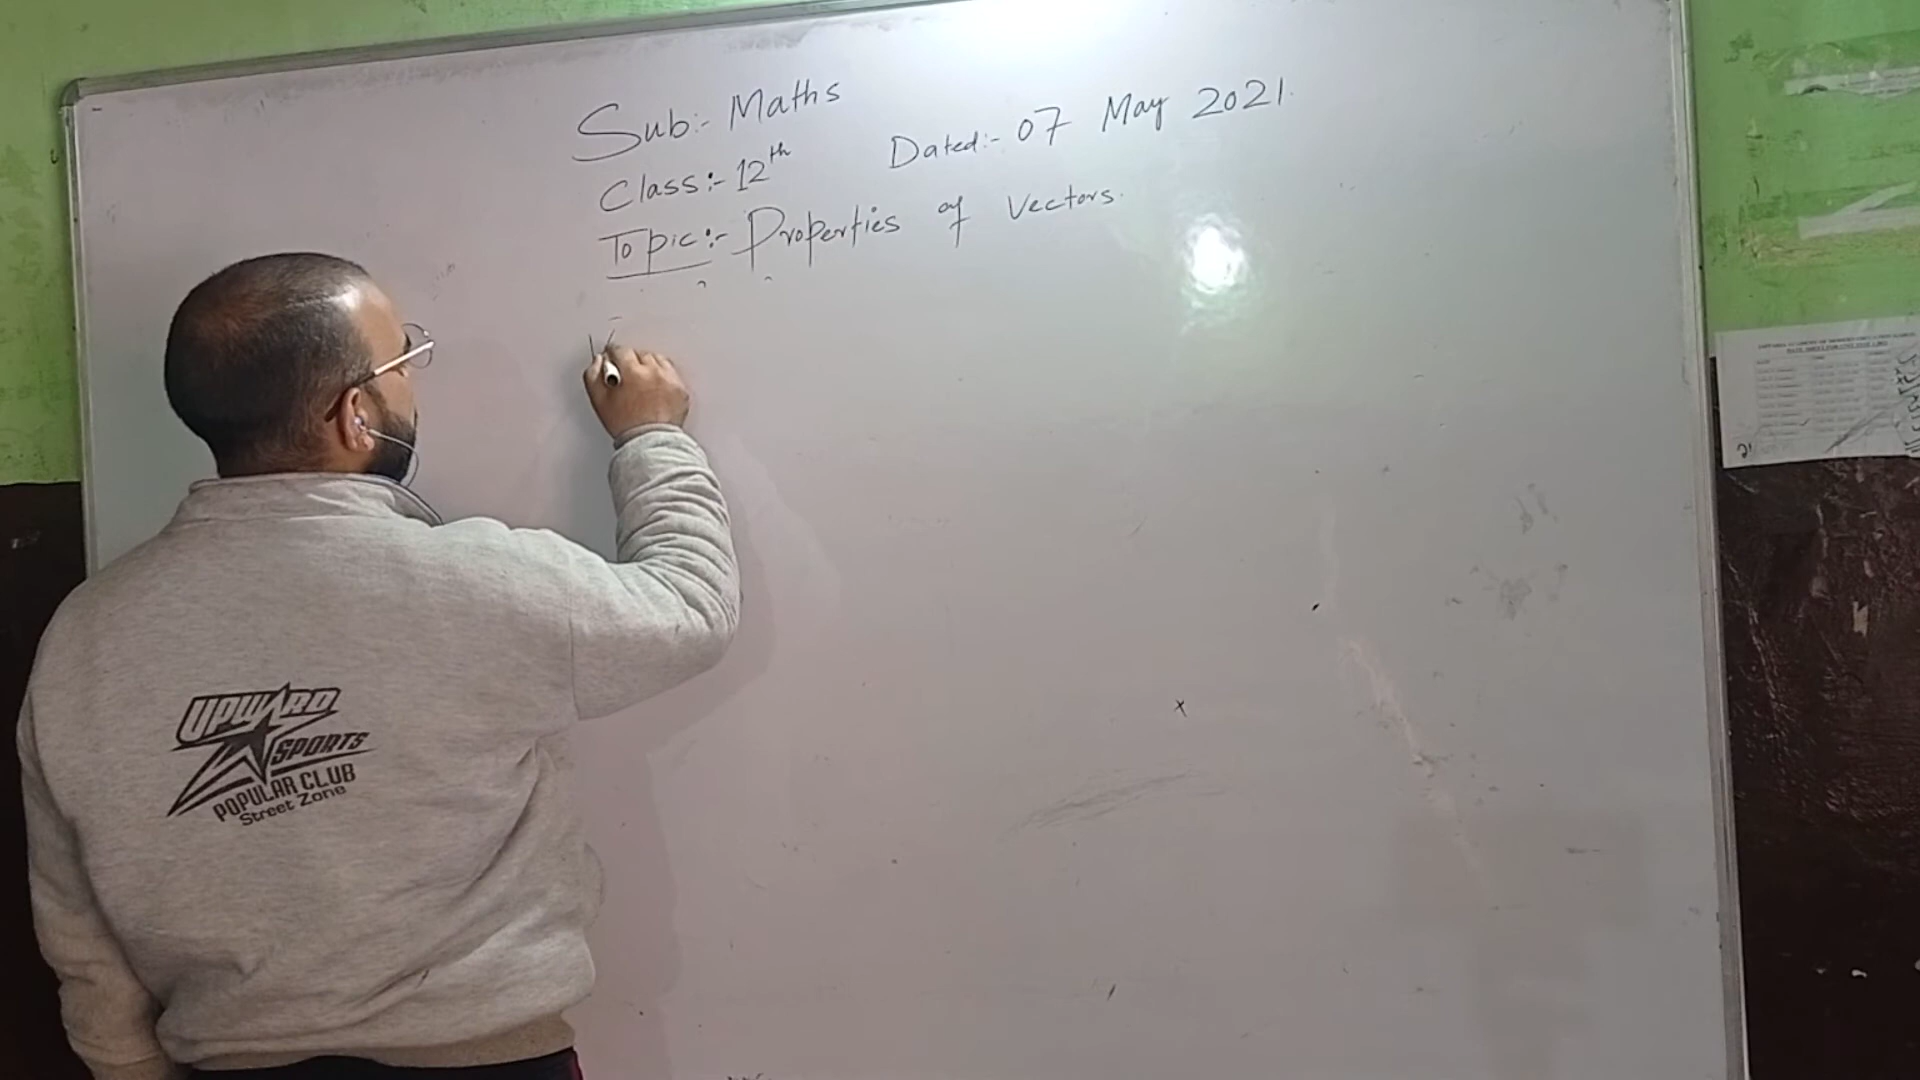 Sub:- Maths
Class:- 12th Dated:- 07 May 2021.
Topic:- Properties of Vectors.
UPWARD
SPORTS
POPULAR CLUB
Street Zone